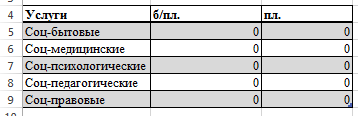 4 Услуги б/пл. пл.
5 Соц-бытовые 0 0
6 Соц-медицинские 0 0
7 Соц-психологические 0 0
8 Соц-педагогические 0 0
9 Соц-правовые 0 0